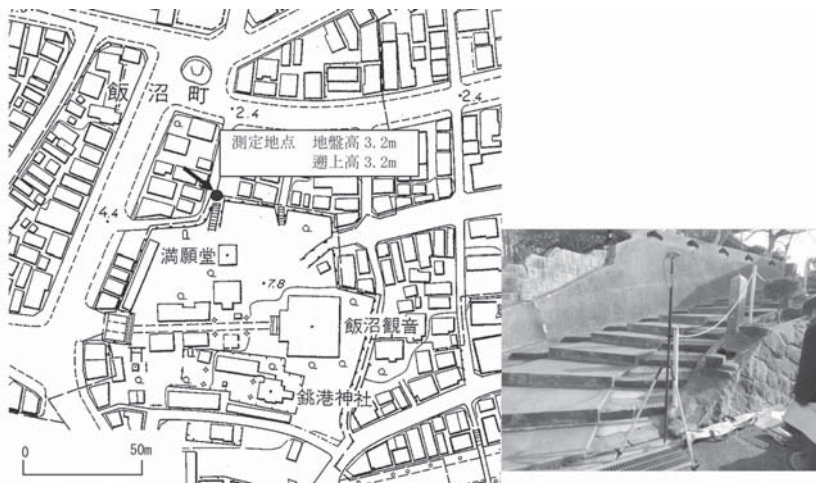 飯沼町
2.4
2.4
測定地点 地盤高 3.2m
遡上高 3.2m
4.4
満願堂
7.8
飯沼観音
銚港神社
0 50m